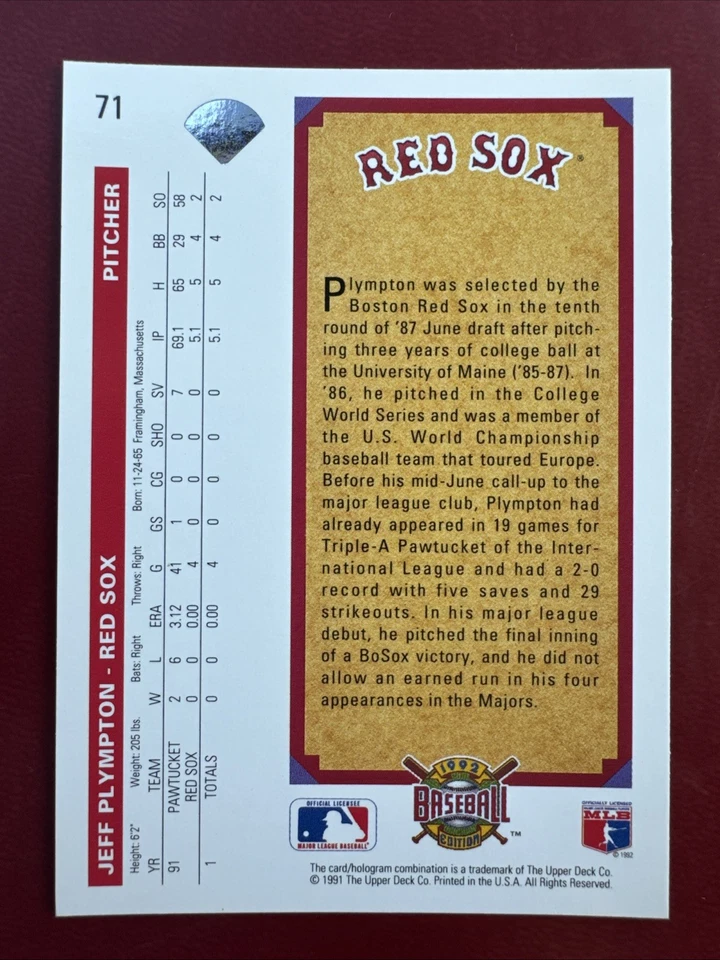 71
JEFF PLYMPTON - RED SOX PITCHER
Height: 6'2" Weight: 205 lbs. Bats: Right Throws: Right Born: 11-24-65 Framingham, Massachusetts
YR TEAM W L ERA G GS CG SHO SV IP H BB SO
91 PAWTUCKET 2 6 3.12 41 1 0 0 7 69.1 65 29 58
RED SOX 0 0 0.00 4 0 0 0 0 5.1 5 4 2
1 TOTALS 0 0 0.00 4 0 0 0 0 5.1 5 4 2
RED SOX®
Plympton was selected by the
Boston Red Sox in the tenth
round of '87 June draft after pitch-
ing three years of college ball at
the University of Maine ('85-87). In
'86, he pitched in the College
World Series and was a member of
the U.S. World Championship
baseball team that toured Europe.
Before his mid-June call-up to the
major league club, Plympton had
already appeared in 19 games for
Triple-A Pawtucket of the Inter-
national League and had a 2-0
record with five saves and 29
strikeouts. In his major league
debut, he pitched the final inning
of a BoSox victory, and he did not
allow an earned run in his four
appearances in the Majors.
OFFICIAL LICENSEE
MAJOR LEAGUE BASEBALL
1992
BASEBALL
EDITION
™
OFFICIALLY LICENSED
MLB
© 1992
The card/hologram combination is a trademark of The Upper Deck Co.
© 1991 The Upper Deck Co. Printed in the U.S.A. All Rights Reserved.